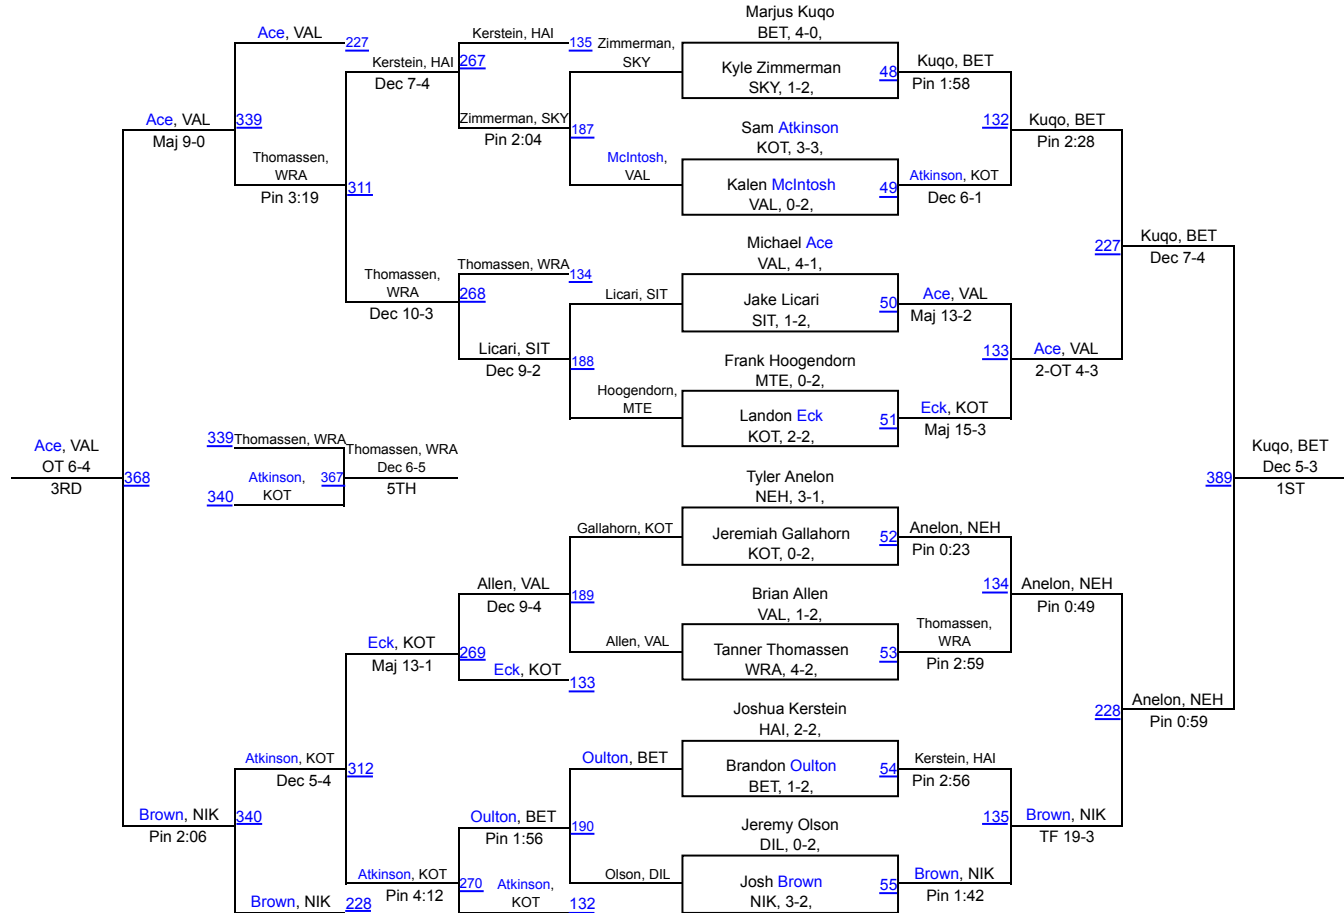 Marjus Kuqo
BET, 4-0,
Kyle Zimmerman
SKY, 1-2,
48
Sam Atkinson
KOT, 3-3,
Kalen McIntosh
VAL, 0-2,
49
Michael Ace
VAL, 4-1,
Jake Licari
SIT, 1-2,
50
Frank Hoogendorn
MTE, 0-2,
Landon Eck
KOT, 2-2,
51
Tyler Anelon
NEH, 3-1,
Jeremiah Gallahorn
KOT, 0-2,
52
Brian Allen
VAL, 1-2,
Tanner Thomassen
WRA, 4-2,
53
Joshua Kerstein
HAI, 2-2,
Brandon Oulton
BET, 1-2,
54
Jeremy Olson
DIL, 0-2,
Josh Brown
NIK, 3-2,
55
Kuqo, BET
Pin 1:58
132
Atkinson, KOT
Dec 6-1
Ace, VAL
Maj 13-2
133
Eck, KOT
Maj 15-3
Anelon, NEH
Pin 0:23
134
Thomassen,
WRA
Pin 2:59
Kerstein, HAI
Pin 2:56
135
Brown, NIK
Pin 1:42
Kuqo, BET
Pin 2:28
227
Ace, VAL
2-OT 4-3
Anelon, NEH
Pin 0:49
228
Brown, NIK
TF 19-3
Kuqo, BET
Dec 7-4
389
Anelon, NEH
Pin 0:59
Kuqo, BET
Dec 5-3
1ST
Zimmerman,
SKY
187
McIntosh,
VAL
Licari, SIT
188
Hoogendorn,
MTE
Gallahorn, KOT
189
Allen, VAL
Oulton, BET
190
Olson, DIL
Kerstein, HAI
135
267
Zimmerman, SKY
Pin 2:04
Thomassen, WRA
134
268
Licari, SIT
Dec 9-2
Allen, VAL
Dec 9-4
269
Eck, KOT
133
Oulton, BET
Pin 1:56
270
Atkinson,
KOT
132
Kerstein, HAI
Dec 7-4
311
Thomassen,
WRA
Dec 10-3
Eck, KOT
Maj 13-1
312
Atkinson, KOT
Pin 4:12
Ace, VAL
227
339
Thomassen,
WRA
Pin 3:19
Atkinson, KOT
Dec 5-4
340
Brown, NIK
228
Ace, VAL
Maj 9-0
368
Brown, NIK
Pin 2:06
Ace, VAL
OT 6-4
3RD
339
Thomassen, WRA
367
Atkinson,
KOT
340
Thomassen, WRA
Dec 6-5
5TH